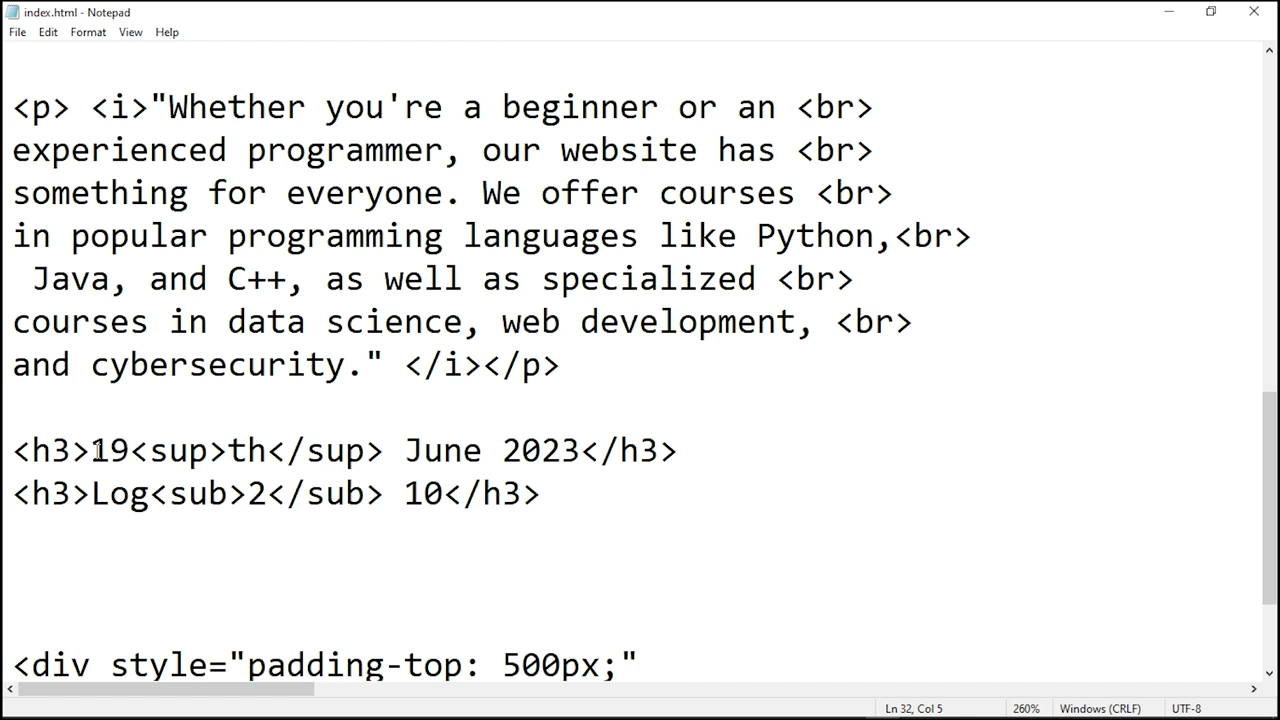 index.html - Notepad
File Edit Format View Help
<p> <i>"Whether you're a beginner or an <br>
experienced programmer, our website has <br>
something for everyone. We offer courses <br>
in popular programming languages like Python,<br>
 Java, and C++, as well as specialized <br>
courses in data science, web development, <br>
and cybersecurity." </i></p>
<h3>19<sup>th</sup> June 2023</h3>
<h3>Log<sub>2</sub> 10</h3>
<div style="padding-top: 500px;"
Ln 32, Col 5 260% Windows (CRLF) UTF-8